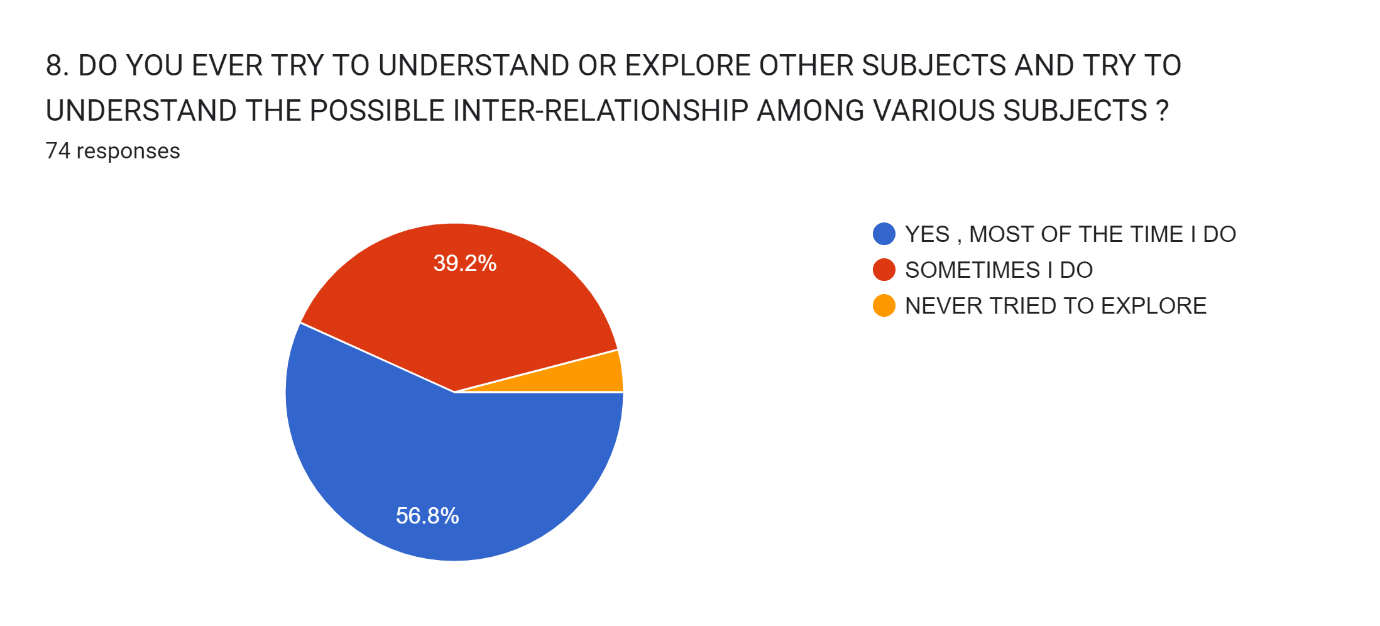 8. DO YOU EVER TRY TO UNDERSTAND OR EXPLORE OTHER SUBJECTS AND TRY TO
UNDERSTAND THE POSSIBLE INTER-RELATIONSHIP AMONG VARIOUS SUBJECTS ?
74 responses
YES , MOST OF THE TIME I DO
SOMETIMES I DO
NEVER TRIED TO EXPLORE
39.2%
56.8%